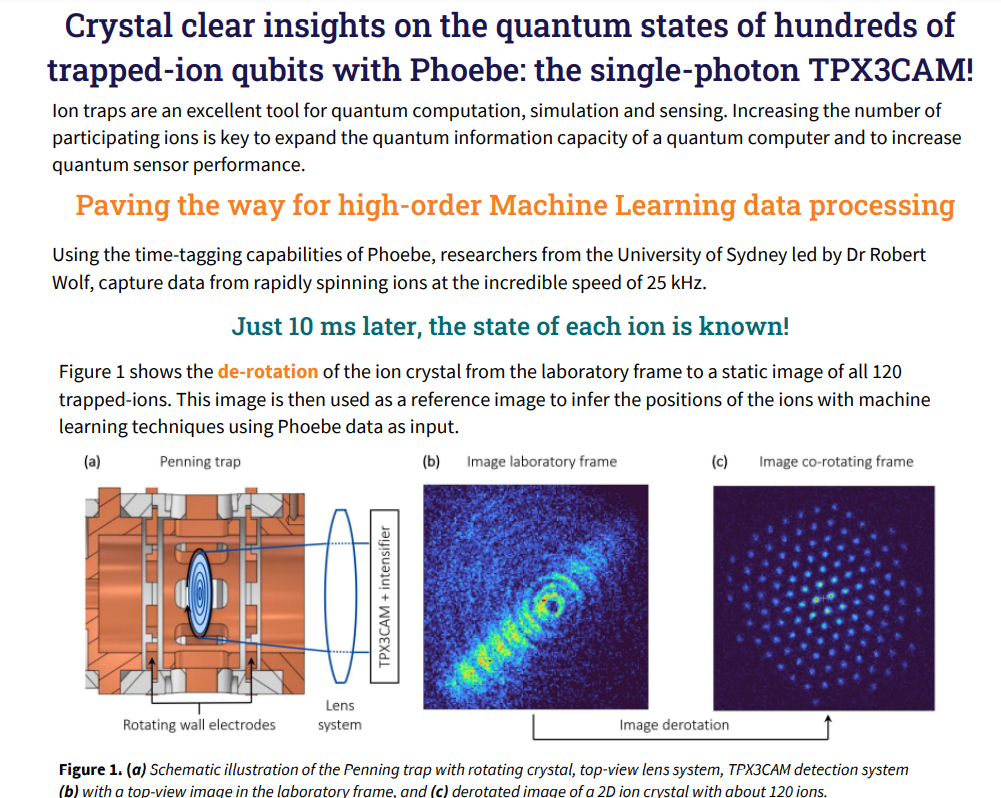 Crystal clear insights on the quantum states of hundreds of
trapped-ion qubits with Phoebe: the single-photon TPX3CAM!
Ion traps are an excellent tool for quantum computation, simulation and sensing. Increasing the number of
participating ions is key to expand the quantum information capacity of a quantum computer and to increase
quantum sensor performance.
Paving the way for high-order Machine Learning data processing
Using the time-tagging capabilities of Phoebe, researchers from the University of Sydney led by Dr Robert
Wolf, capture data from rapidly spinning ions at the incredible speed of 25 kHz.
Just 10 ms later, the state of each ion is known!
Figure 1 shows the de-rotation of the ion crystal from the laboratory frame to a static image of all 120
trapped-ions. This image is then used as a reference image to infer the positions of the ions with machine
learning techniques using Phoebe data as input.
(a) Penning trap
(b) Image laboratory frame
(c) Image co-rotating frame
TPX3CAM + intensifier
Rotating wall electrodes
Lens
system
Image derotation
Figure 1. (a) Schematic illustration of the Penning trap with rotating crystal, top-view lens system, TPX3CAM detection system
(b) with a top-view image in the laboratory frame, and (c) derotated image of a 2D ion crystal with about 120 ions.